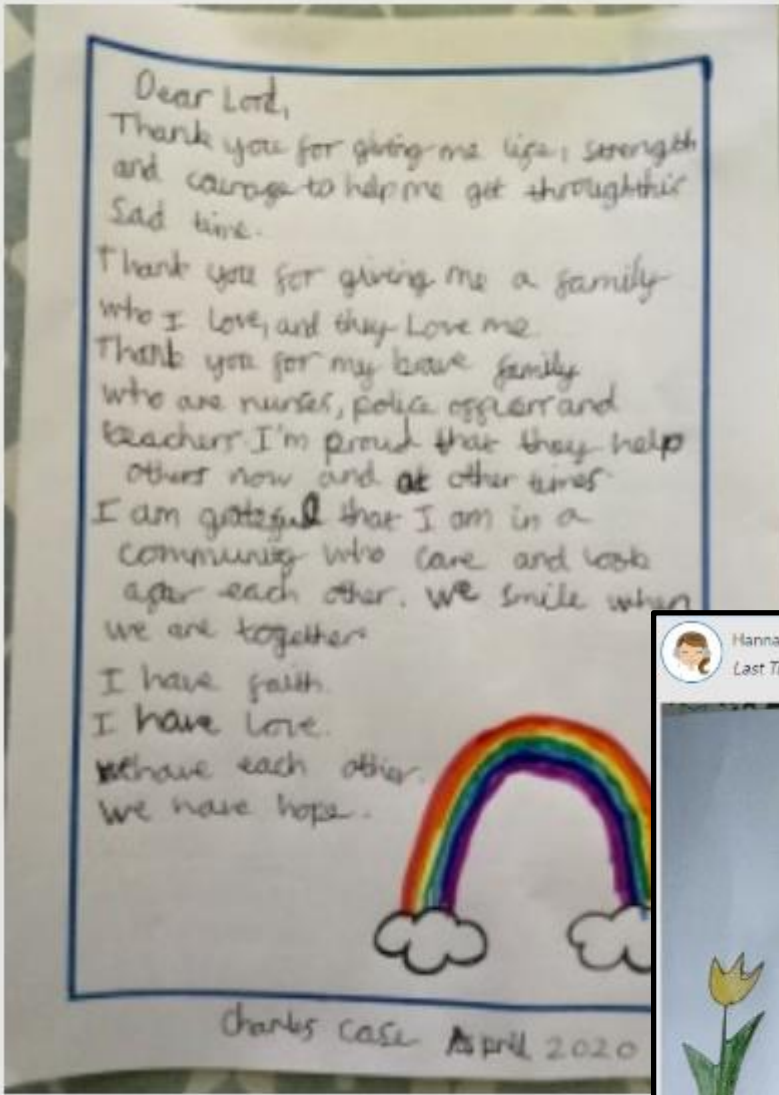 Dear Lord,
Thank you for giving me life, strength
and courage to help me get through this
Sad time.
Thank you for giving me a family
who I love, and they Love me.
Thank you for my brave family
who are nurses, police officers and
teachers. I'm proud that they help
others now and at other times
I am grateful that I am in a
community who care and look
after each other. We smile when
we are together.
I have faith.
I have Love.
We have each other.
We have hope.
Charles Case April 2020
Hanna
Last